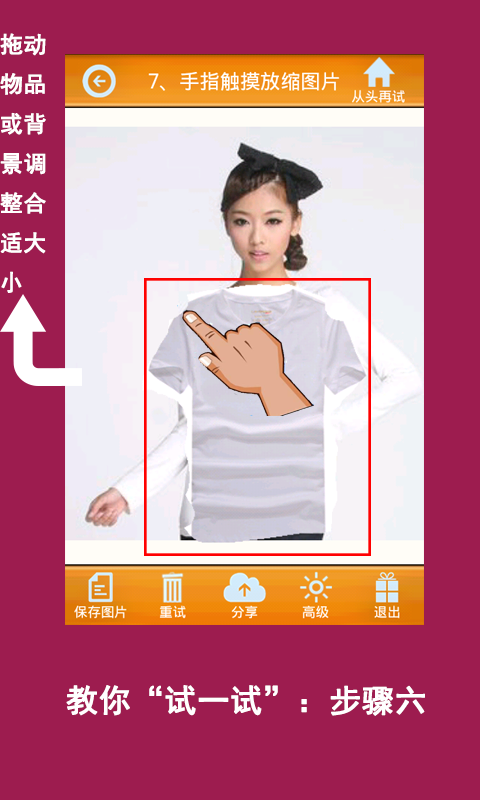 拖动
物品
或背
景调
整合
适大
小
7、手指触摸放缩图片
从头再试
保存图片
重试
分享
高级
退出
教你“试一试”：步骤六